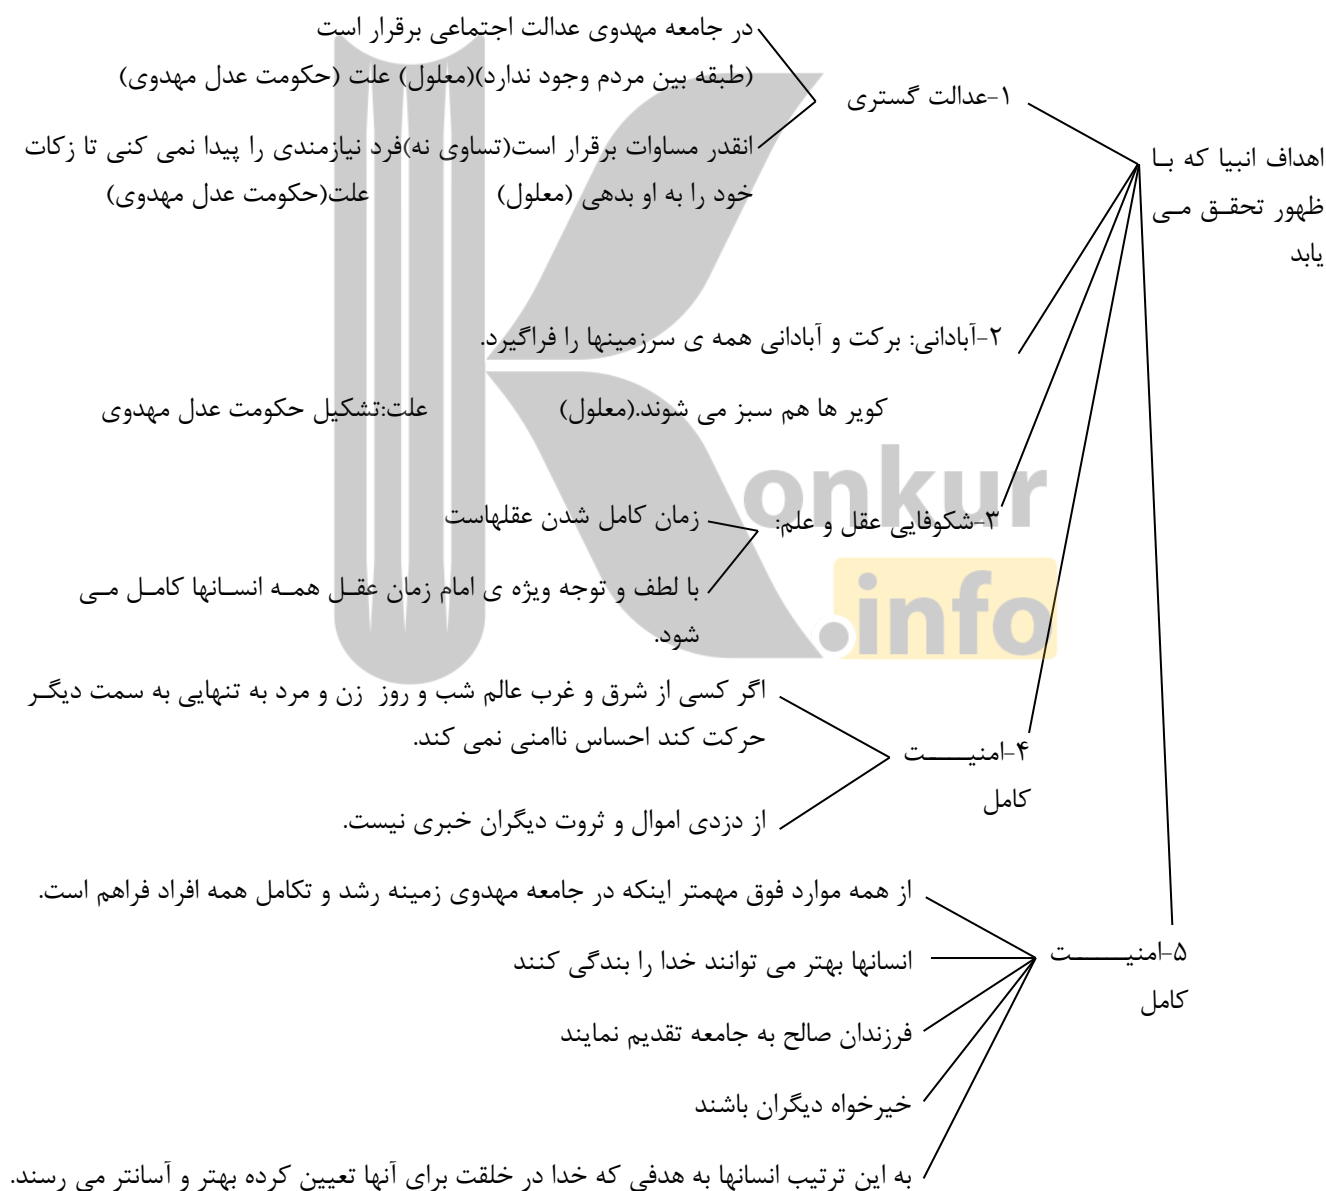 اهداف انبیا که با
ظهور تحقق می
یابد
۱-عدالت گستری
در جامعه مهدوی عدالت اجتماعی برقرار است
(طبقه بین مردم وجود ندارد)(معلول) علت (حکومت عدل مهدوی)
انقدر مساوات برقرار است(تساوی نه)فرد نیازمندی را پیدا نمی کنی تا زکات
خود را به او بدهی (معلول) علت(حکومت عدل مهدوی)
۲-آبادانی: برکت و آبادانی همه ی سرزمینها را فراگیرد.
کویر ها هم سبز می شوند.(معلول) علت:تشکیل حکومت عدل مهدوی
۳-شکوفایی عقل و علم:
زمان کامل شدن عقلهاست
با لطف و توجه ویژه ی امام زمان عقل همه انسانها کامل می
شود.
۴-امنیت
کامل
اگر کسی از شرق و غرب عالم شب و روز زن و مرد به تنهایی به سمت دیگر
حرکت کند احساس ناامنی نمی کند.
از دزدی اموال و ثروت دیگران خبری نیست.
۵-امنیت
کامل
از همه موارد فوق مهمتر اینکه در جامعه مهدوی زمینه رشد و تکامل همه افراد فراهم است.
انسانها بهتر می توانند خدا را بندگی کنند
فرزندان صالح به جامعه تقدیم نمایند
خیرخواه دیگران باشند
به این ترتیب انسانها به هدفی که خدا در خلقت برای آنها تعیین کرده بهتر و آسانتر می رسند.
Konkur
.info